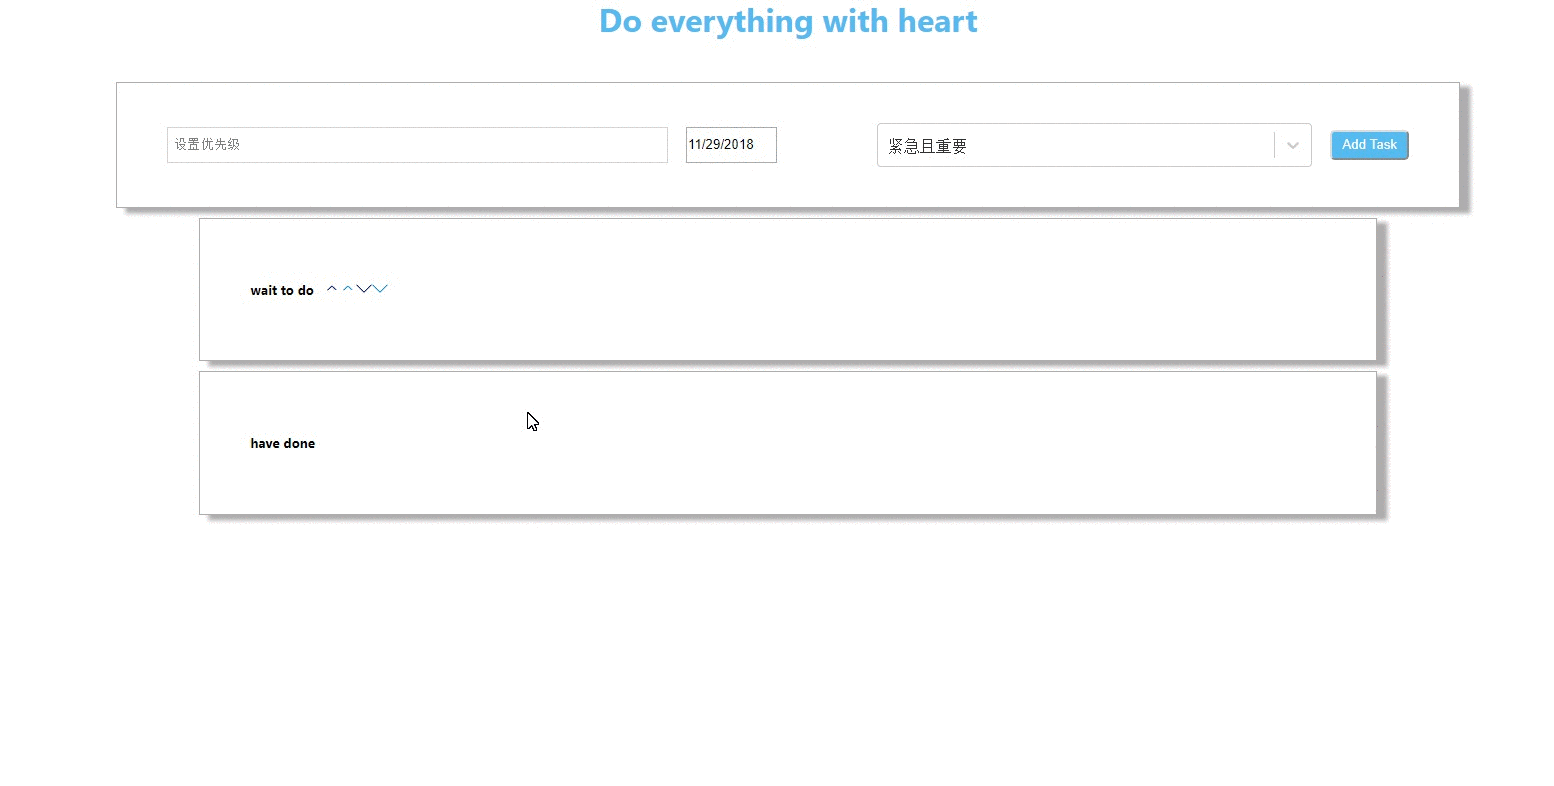 Do everything with heart
设置优先级 11/29/2018 紧急且重要 Add Task
wait to do
have done